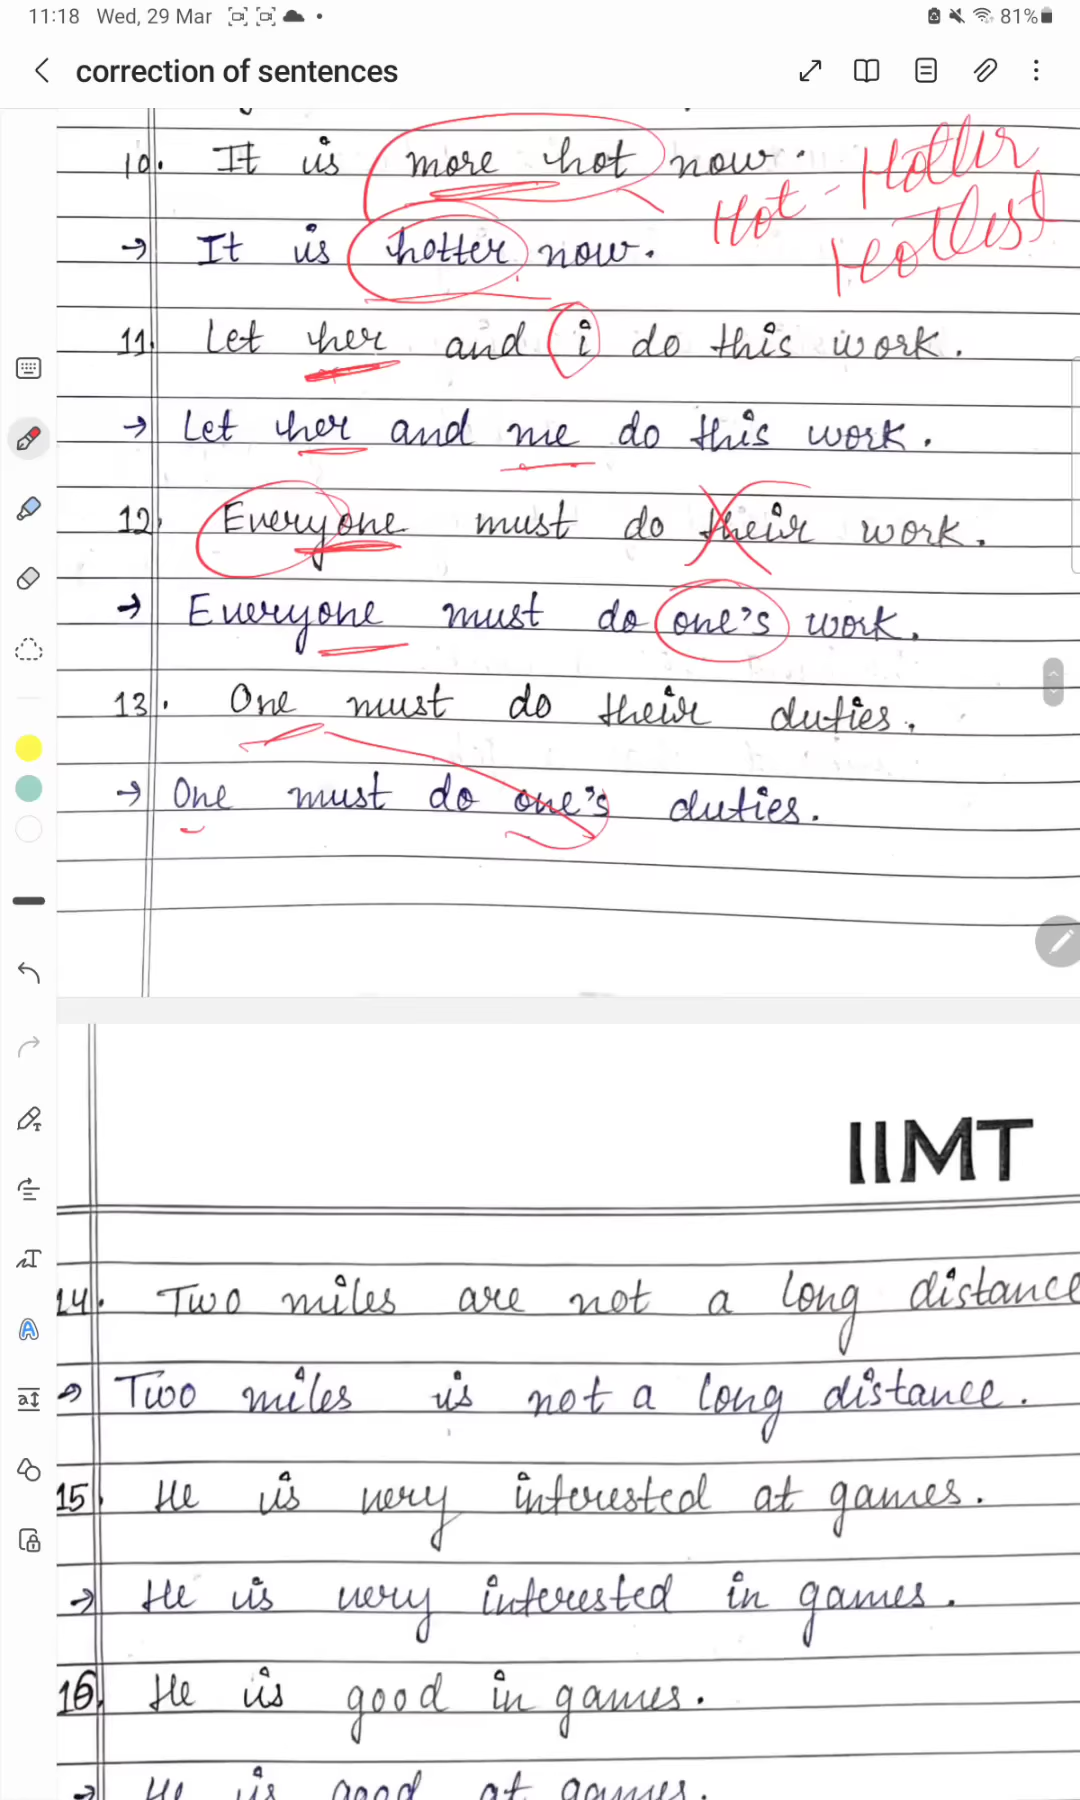 11:18 Wed, 29 Mar
81%
correction of sentences
10. It is more hot now.
Hot - Hotter
Hottest
→ It is hotter now.
11. Let her and i do this work.
→ Let her and me do this work.
12. Everyone must do their work.
→ Everyone must do one's work.
13. One must do their duties.
→ One must do one's duties.
IIMT
14. Two miles are not a long distance
→ Two miles is not a long distance.
15. He is very interested at games.
→ He is very interested in games.
16. He is good in games.
→ He is good at games.